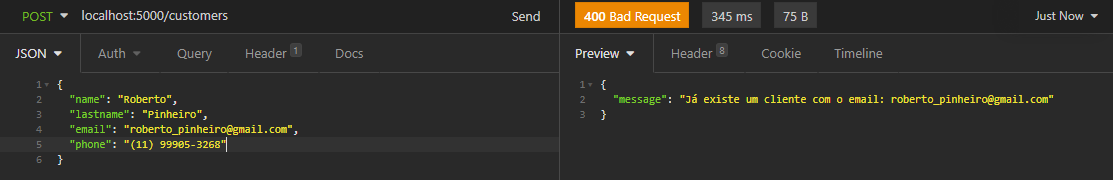 POST localhost:5000/customers Send
400 Bad Request 345 ms 75 B Just Now
JSON Auth Query Header 1 Docs
Preview Header 8 Cookie Timeline
1 {
2 "name": "Roberto",
3 "lastname": "Pinheiro",
4 "email": "roberto_pinheiro@gmail.com",
5 "phone": "(11) 99905-3268"
6 }
1 {
2 "message": "Já existe um cliente com o email: roberto_pinheiro@gmail.com"
3 }